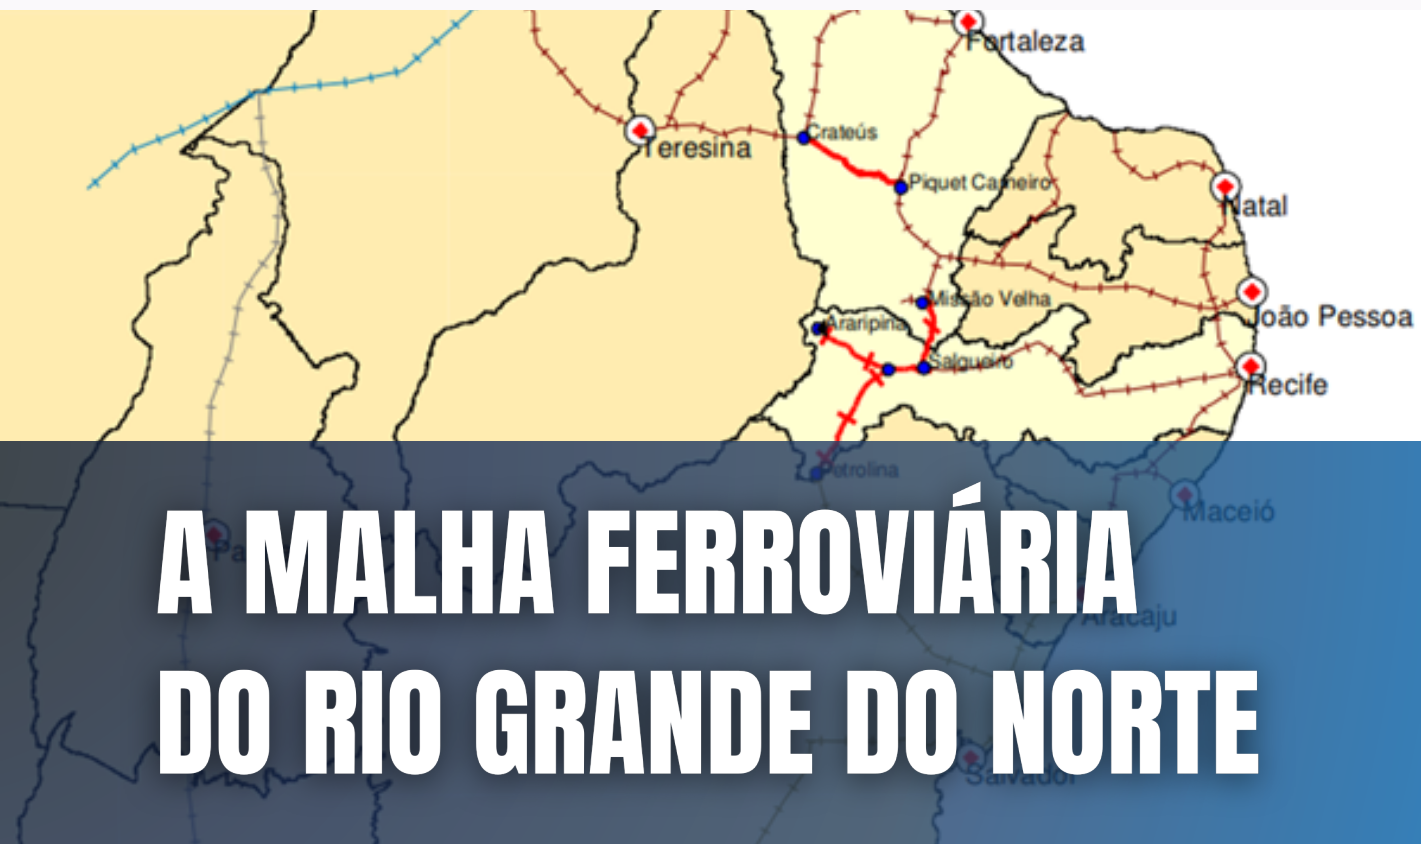 Fortaleza
Crateús
Teresina
Piquet Carneiro
Natal
Missão Velha
João Pessoa
Araripina
Salgueiro
Recife
Petrolina
Maceió
Pa
A MALHA FERROVIÁRIA
Aracaju
DO RIO GRANDE DO NORTE
Salvador